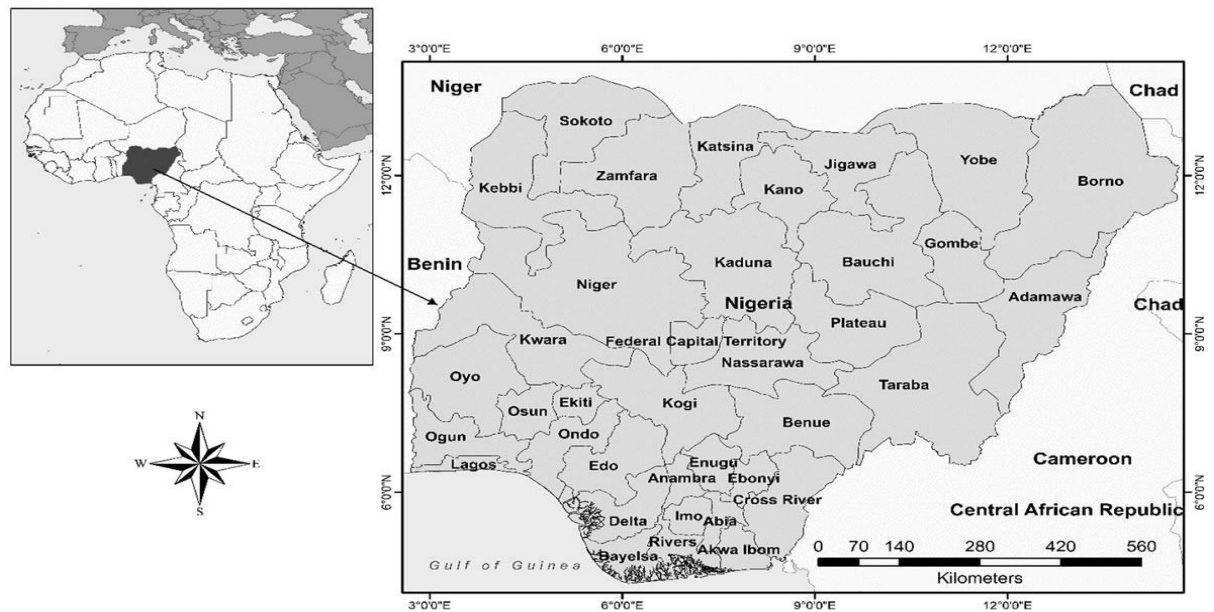 3°0'0"E 6°0'0"E 9°0'0"E 12°0'0"E
Niger
Chad
Sokoto
Katsina
Jigawa
Yobe
Kebbi
Zamfara
Kano
Borno
12°0'0"N
12°0'0"N
Gombe
Benin
Kaduna
Bauchi
Niger
Adamawa
Nigeria
Chad
Plateau
9°0'0"N
9°0'0"N
Kwara
Federal Capital Territory
Nassarawa
Oyo
Taraba
Ekiti
Kogi
Osun
Benue
Ogun
Ondo
Lagos
Edo
Enugu
Cameroon
Anambra
Ebonyi
6°0'0"N
6°0'0"N
Cross River
Central African Republic
Delta
Imo
Abia
Rivers
Akwa Ibom
Bayelsa
Gulf of Guinea
0 70 140 280 420 560
Kilometers
3°0'0"E 6°0'0"E 9°0'0"E 12°0'0"E
N
W E
S